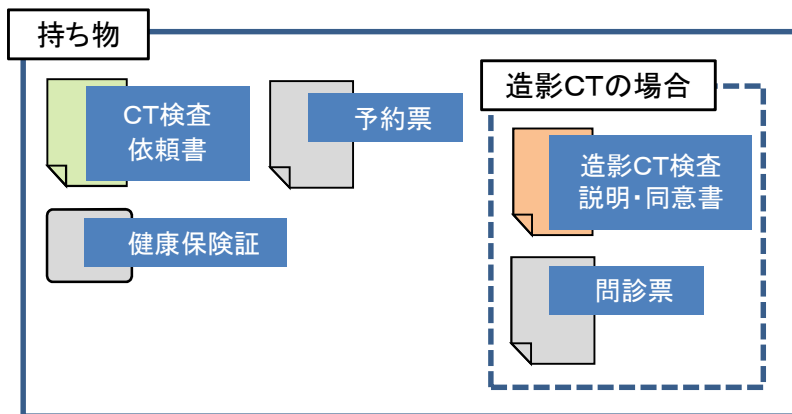 持ち物
CT検査
依頼書
予約票
健康保険証
造影CTの場合
造影CT検査
説明・同意書
問診票